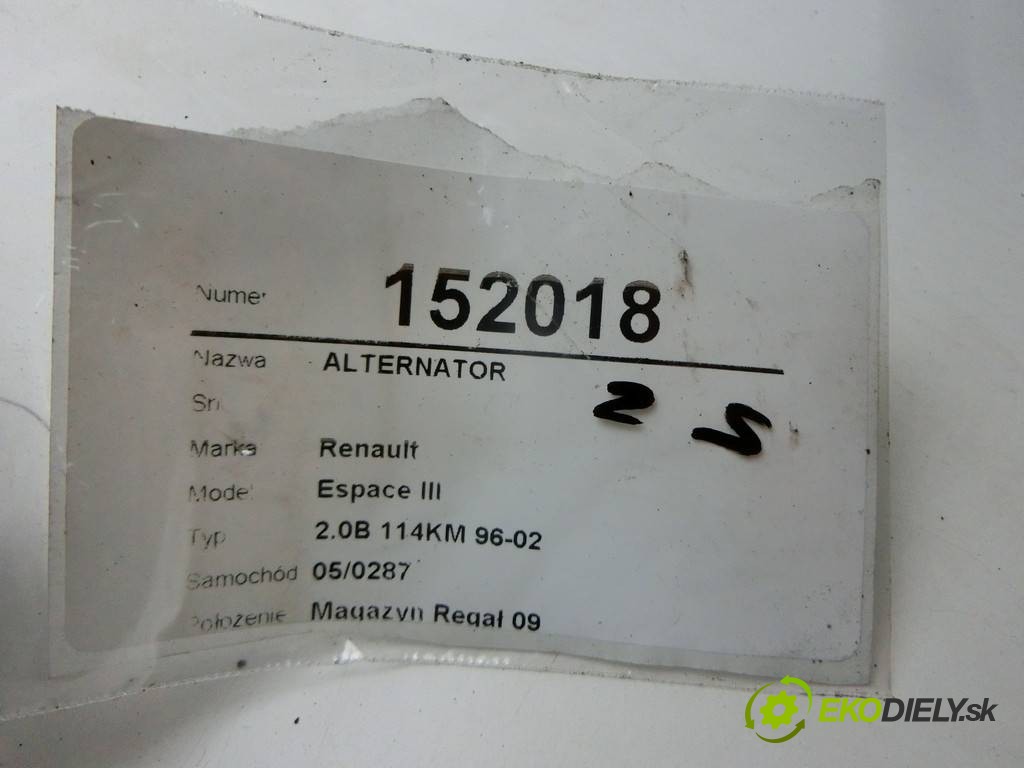 Numer 152018
Nazwa ALTERNATOR
Marka Renault
Model Espace III
Typ 2.0B 114KM 96-02
Samochód 05/0287
Położenie Magazyn Regał 09
EKODIELY.sk